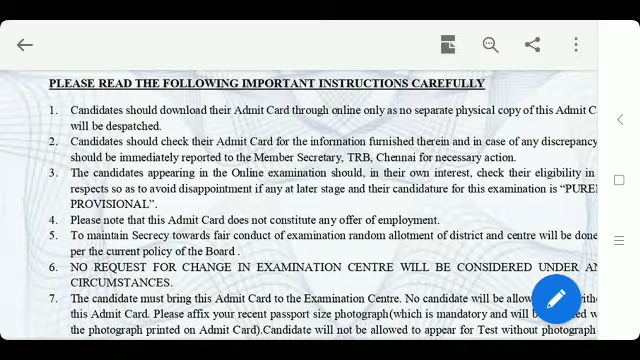 PLEASE READ THE FOLLOWING IMPORTANT INSTRUCTIONS CAREFULLY
1. Candidates should download their Admit Card through online only as no separate physical copy of this Admit C
will be despatched.
2. Candidates should check their Admit Card for the information furnished therein and in case of any discrepancy
should be immediately reported to the Member Secretary, TRB, Chennai for necessary action.
3. The candidates appearing in the Online examination should, in their own interest, check their eligibility in
respects so as to avoid disappointment if any at later stage and their candidature for this examination is “PUREL
PROVISIONAL”.
4. Please note that this Admit Card does not constitute any offer of employment.
5. To maintain Secrecy towards fair conduct of examination random allotment of district and centre will be done
per the current policy of the Board .
6. NO REQUEST FOR CHANGE IN EXAMINATION CENTRE WILL BE CONSIDERED UNDER AN
CIRCUMSTANCES.
7. The candidate must bring this Admit Card to the Examination Centre. No candidate will be allow
this Admit Card. Please affix your recent passport size photograph(which is mandatory and will
the photograph printed on Admit Card).Candidate will not be allowed to appear for Test without photograph